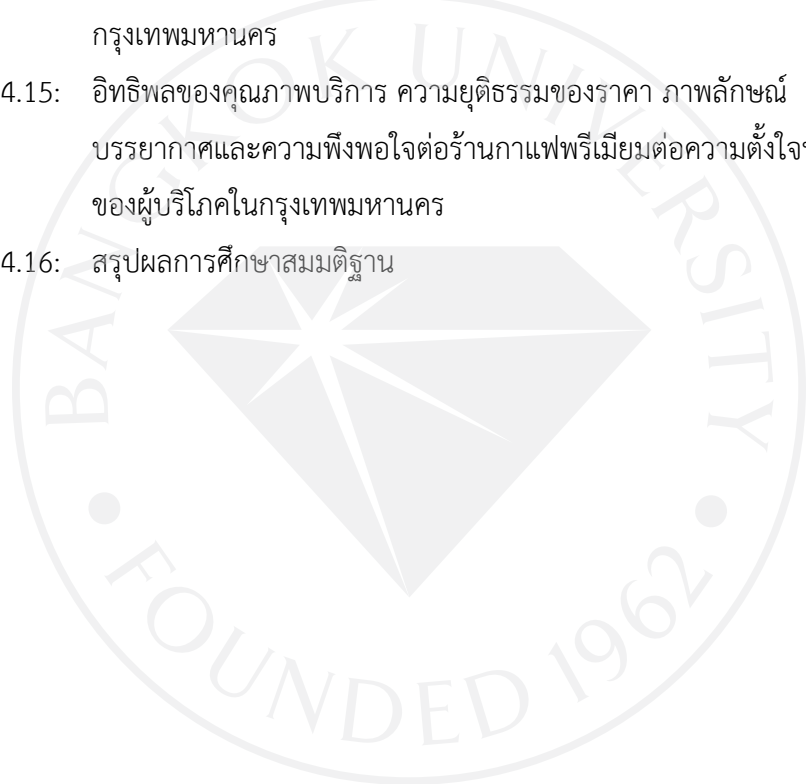 กรุงเทพมหานคร
4.15: อิทธิพลของคุณภาพบริการ ความยุติธรรมของราคา ภาพลักษณ์
บรรยากาศและความพึงพอใจต่อร้านกาแฟพรีเมียมต่อความตั้งใจ
ของผู้บริโภคในกรุงเทพมหานคร
4.16: สรุปผลการศึกษาสมมติฐาน
BANGKOK UNIVERSITY
FOUNDED 1962